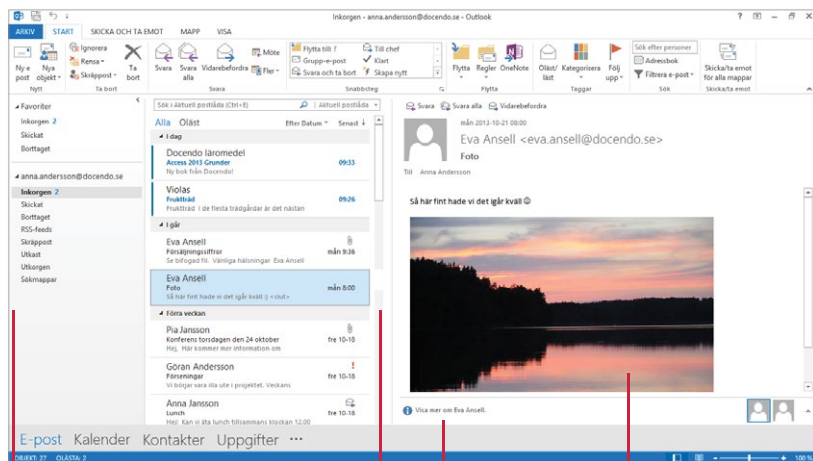 Inkorgen - anna.andersson@docendo.se - Outlook
ARKIV START SKICKA OCH TA EMOT MAPP VISA
Ny e-post
Nya objekt
Nytt
Ignorera
Rensa
Skräppost
Ta bort
Ta bort
Svara
Svara alla
Vidarebefordra
Möte
Fler
Svara
Flytta till: ?
Grupp-e-post
Svara och ta bort
Till chef
Klart
Skapa nytt
Snabbsteg
Flytta
Regler
OneNote
Flytta
Oläst/läst
Kategorisera
Följ upp
Taggar
Sök efter personer
Adressbok
Filtrera e-post
Sök
Skicka/ta emot för alla mappar
Skicka/ta emot
Favoriter
Inkorgen 2
Skickat
Borttaget
anna.andersson@docendo.se
Inkorgen 2
Skickat
Borttaget
RSS-feeds
Skräppost
Utkast
Utkorgen
Sökmappar
Sök i Aktuell postlåda (Ctrl+E) Aktuell postlåda
Alla Oläst Efter Datum Senast
I dag
Docendo läromedel
Access 2013 Grunder 09:33
Ny bok från Docendo!
Violas
Fruktträd 09:26
Fruktträd I de flesta trädgårdar är det nästan
I går
Eva Ansell
Försäljningssiffror mån 9:36
Se bifogad fil. Vänliga hälsningar Eva Ansell
Eva Ansell
Foto mån 8:00
Så här fint hade vi det igår kväll :) <slut>
Förra veckan
Pia Jansson
Konferens torsdagen den 24 oktober fre 10-18
Hej, Här kommer mer information om
Göran Andersson
Förseningar fre 10-18
Vi börjar vara illa ute i projektet. Veckans
Anna Jansson
Lunch fre 10-18
Hej! Kan vi äta lunch tillsammans klockan 12.00
Svara Svara alla Vidarebefordra
mån 2013-10-21 08:00
Eva Ansell <eva.ansell@docendo.se>
Foto
Till Anna Andersson
Så här fint hade vi det igår kväll ☺
Visa mer om Eva Ansell.
E-post Kalender Kontakter Uppgifter ···
OBJEKT: 27 OLÄSTA: 2 100 %